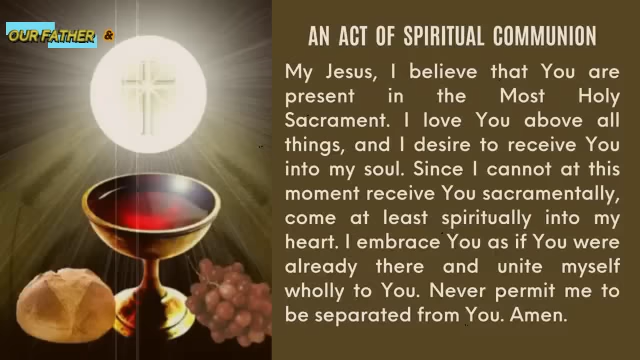 OUR FATHER &
AN ACT OF SPIRITUAL COMMUNION
My Jesus, I believe that You are
present in the Most Holy
Sacrament. I love You above all
things, and I desire to receive You
into my soul. Since I cannot at this
moment receive You sacramentally,
come at least spiritually into my
heart. I embrace You as if You were
already there and unite myself
wholly to You. Never permit me to
be separated from You. Amen.